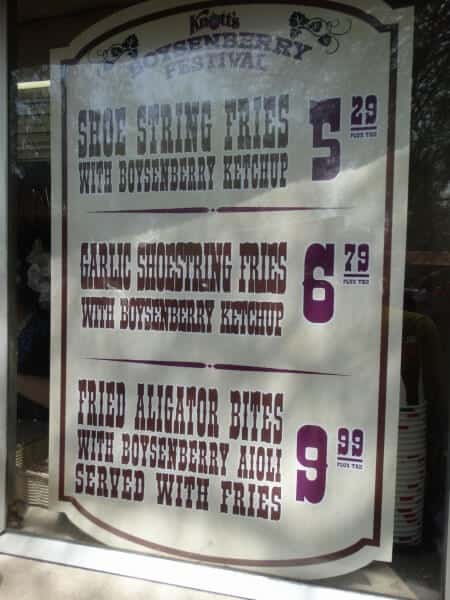 Knott's
BOYSENBERRY
FESTIVAL
SHOE STRING FRIES
WITH BOYSENBERRY KETCHUP
5 29
PLUS TAX
GARLIC SHOESTRING FRIES
WITH BOYSENBERRY KETCHUP
6 79
PLUS TAX
FRIED ALIGATOR BITES
WITH BOYSENBERRY AIOLI
SERVED WITH FRIES
9 99
PLUS TAX